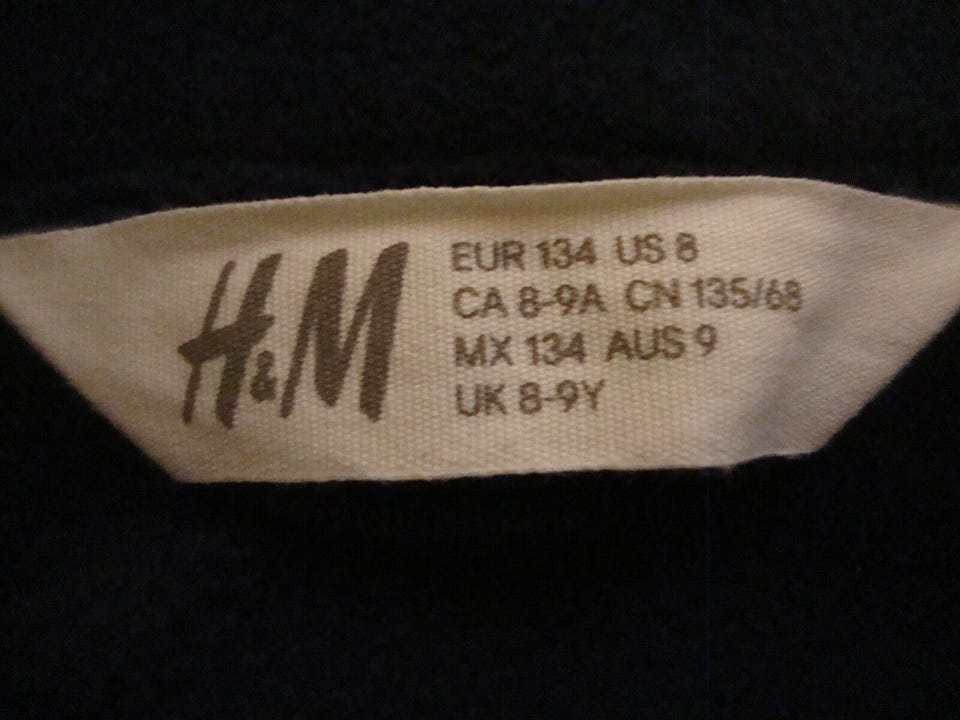 H&M
EUR 134 US 8
CA 8-9A CN 135/68
MX 134 AUS 9
UK 8-9Y